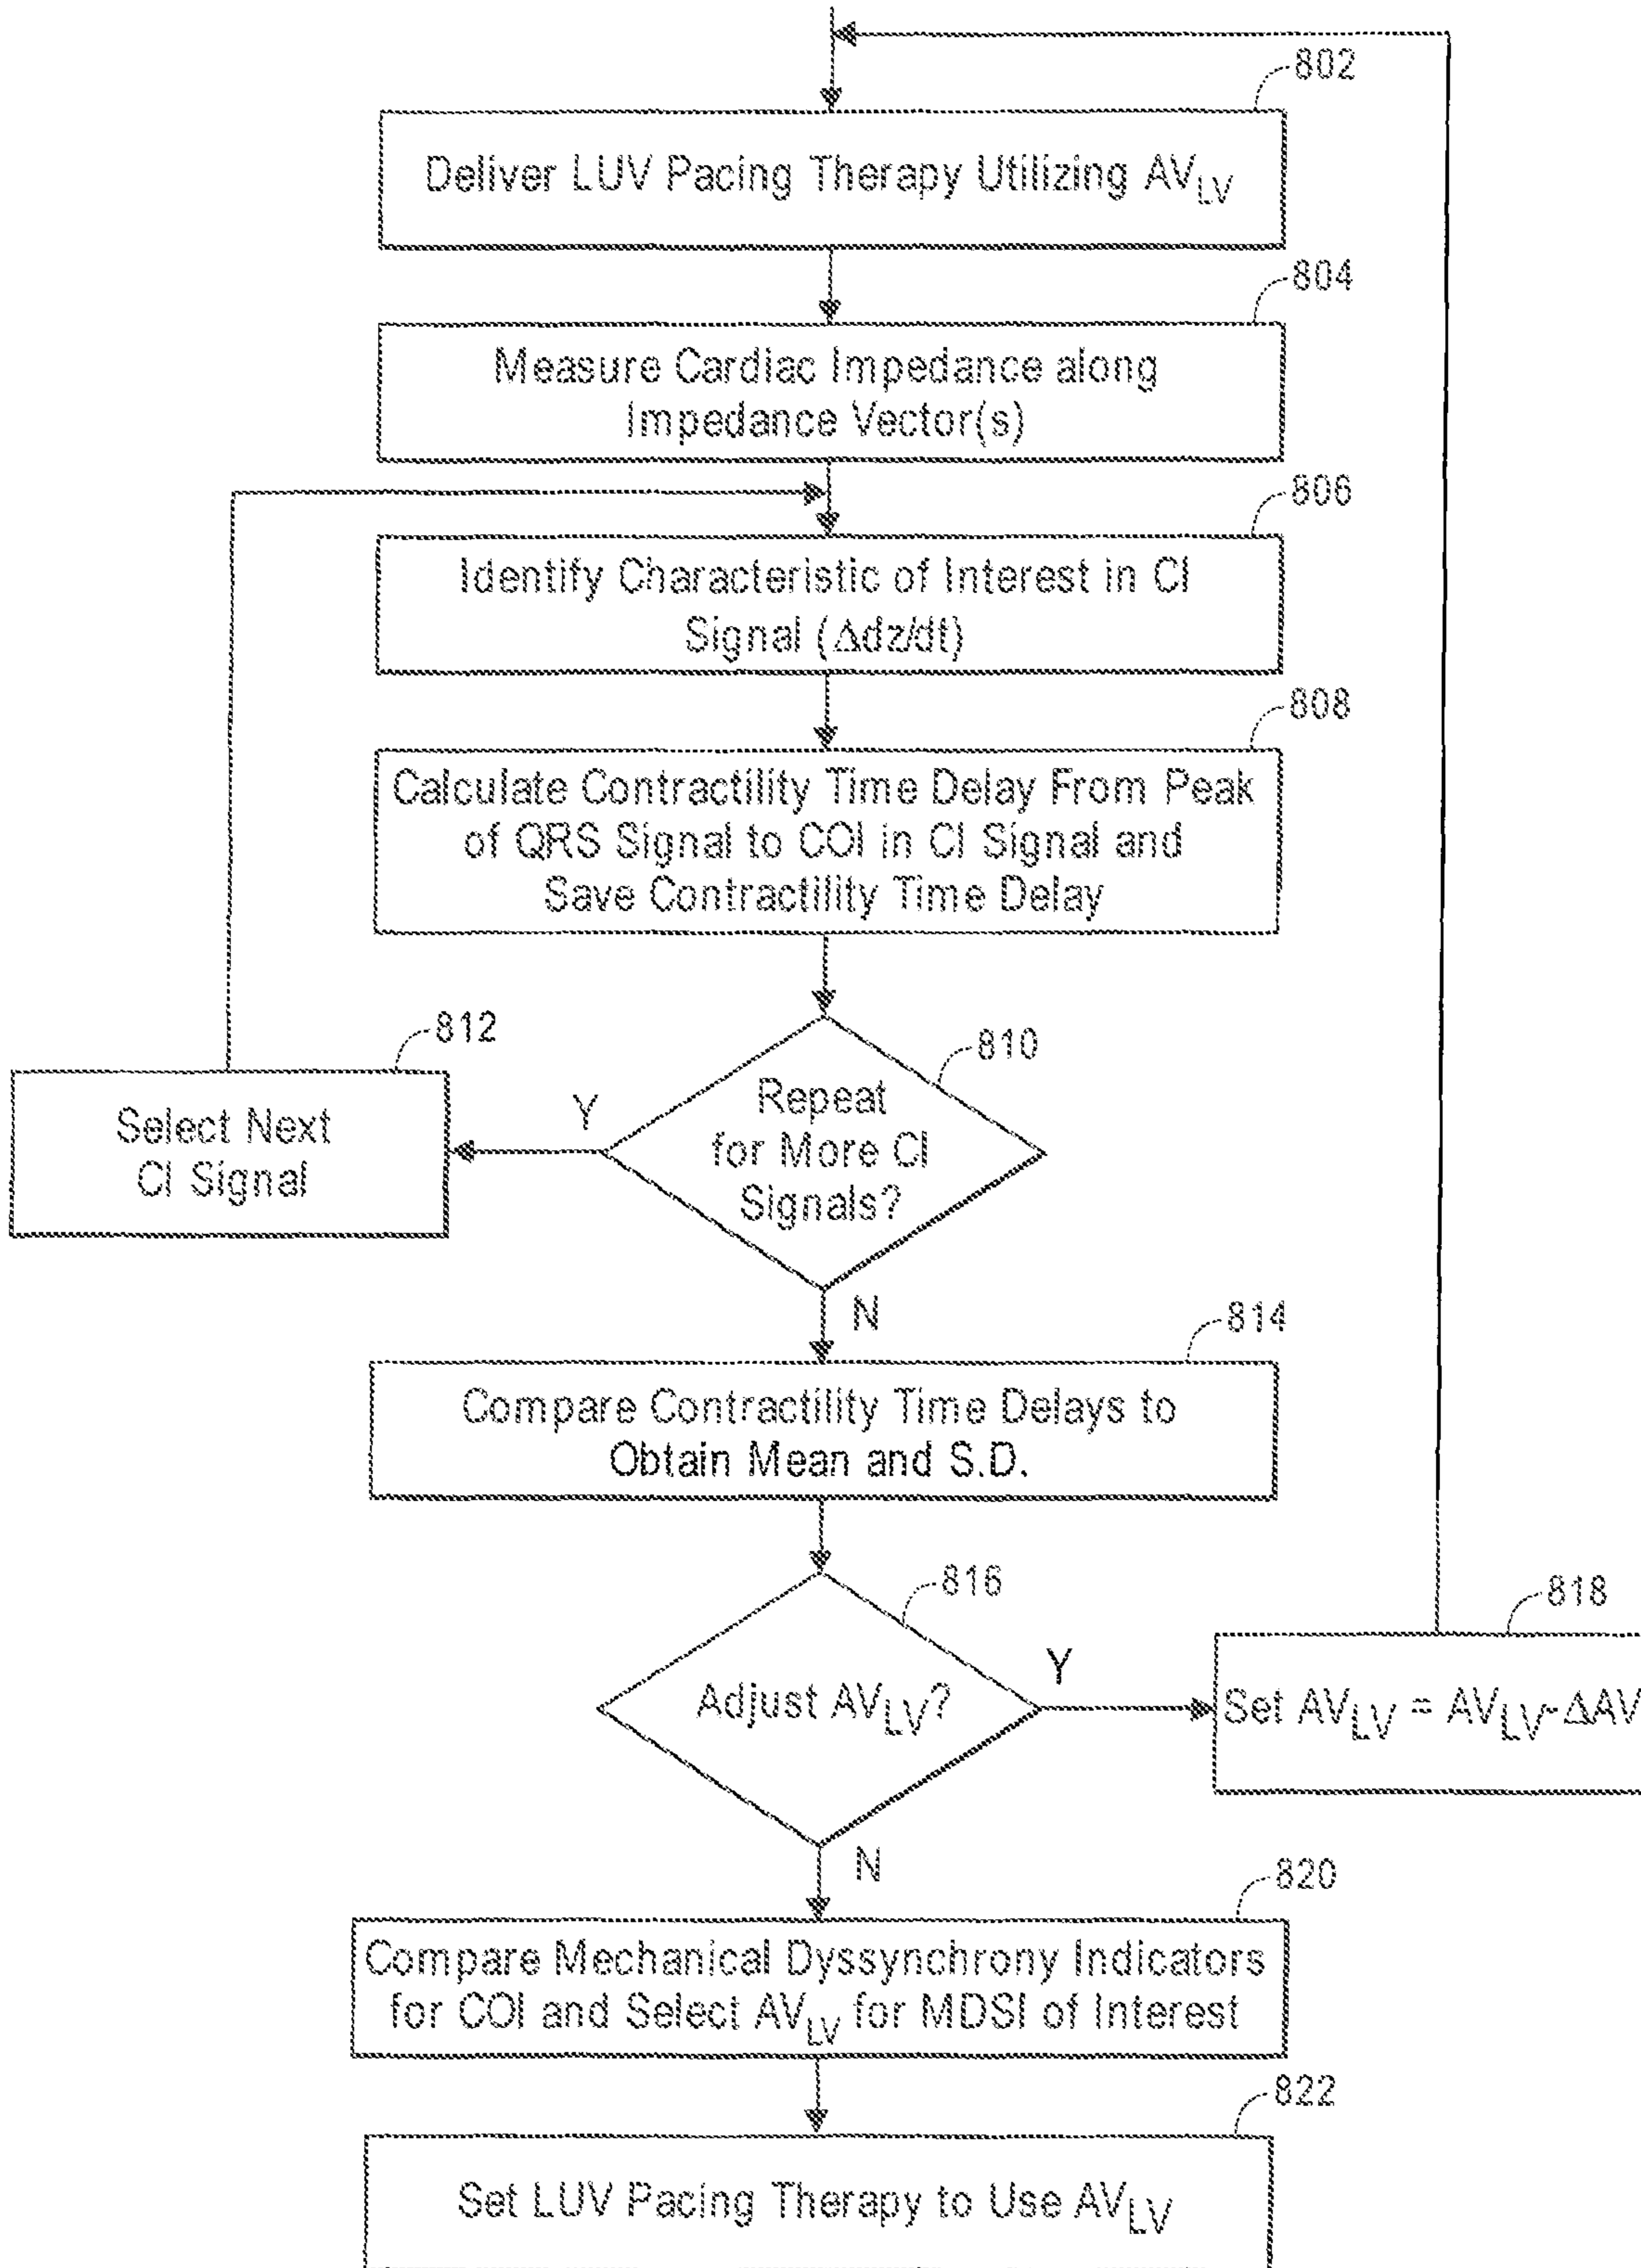 802
Deliver LUV Pacing Therapy Utilizing AVLV
804
Measure Cardiac Impedance along
Impedance Vector(s)
806
Identify Characteristic of Interest in CI
Signal (Δdz/dt)
808
Calculate Contractility Time Delay From Peak
of QRS Signal to COI in CI Signal and
Save Contractility Time Delay
812
Select Next
CI Signal
Y
810
Repeat
for More CI
Signals?
N
814
Compare Contractility Time Delays to
Obtain Mean and S.D.
816
Adjust AVLV?
Y
818
Set AVLV = AVLV-ΔAV
N
820
Compare Mechanical Dyssynchrony Indicators
for COI and Select AVLV for MDSI of Interest
822
Set LUV Pacing Therapy to Use AVLV